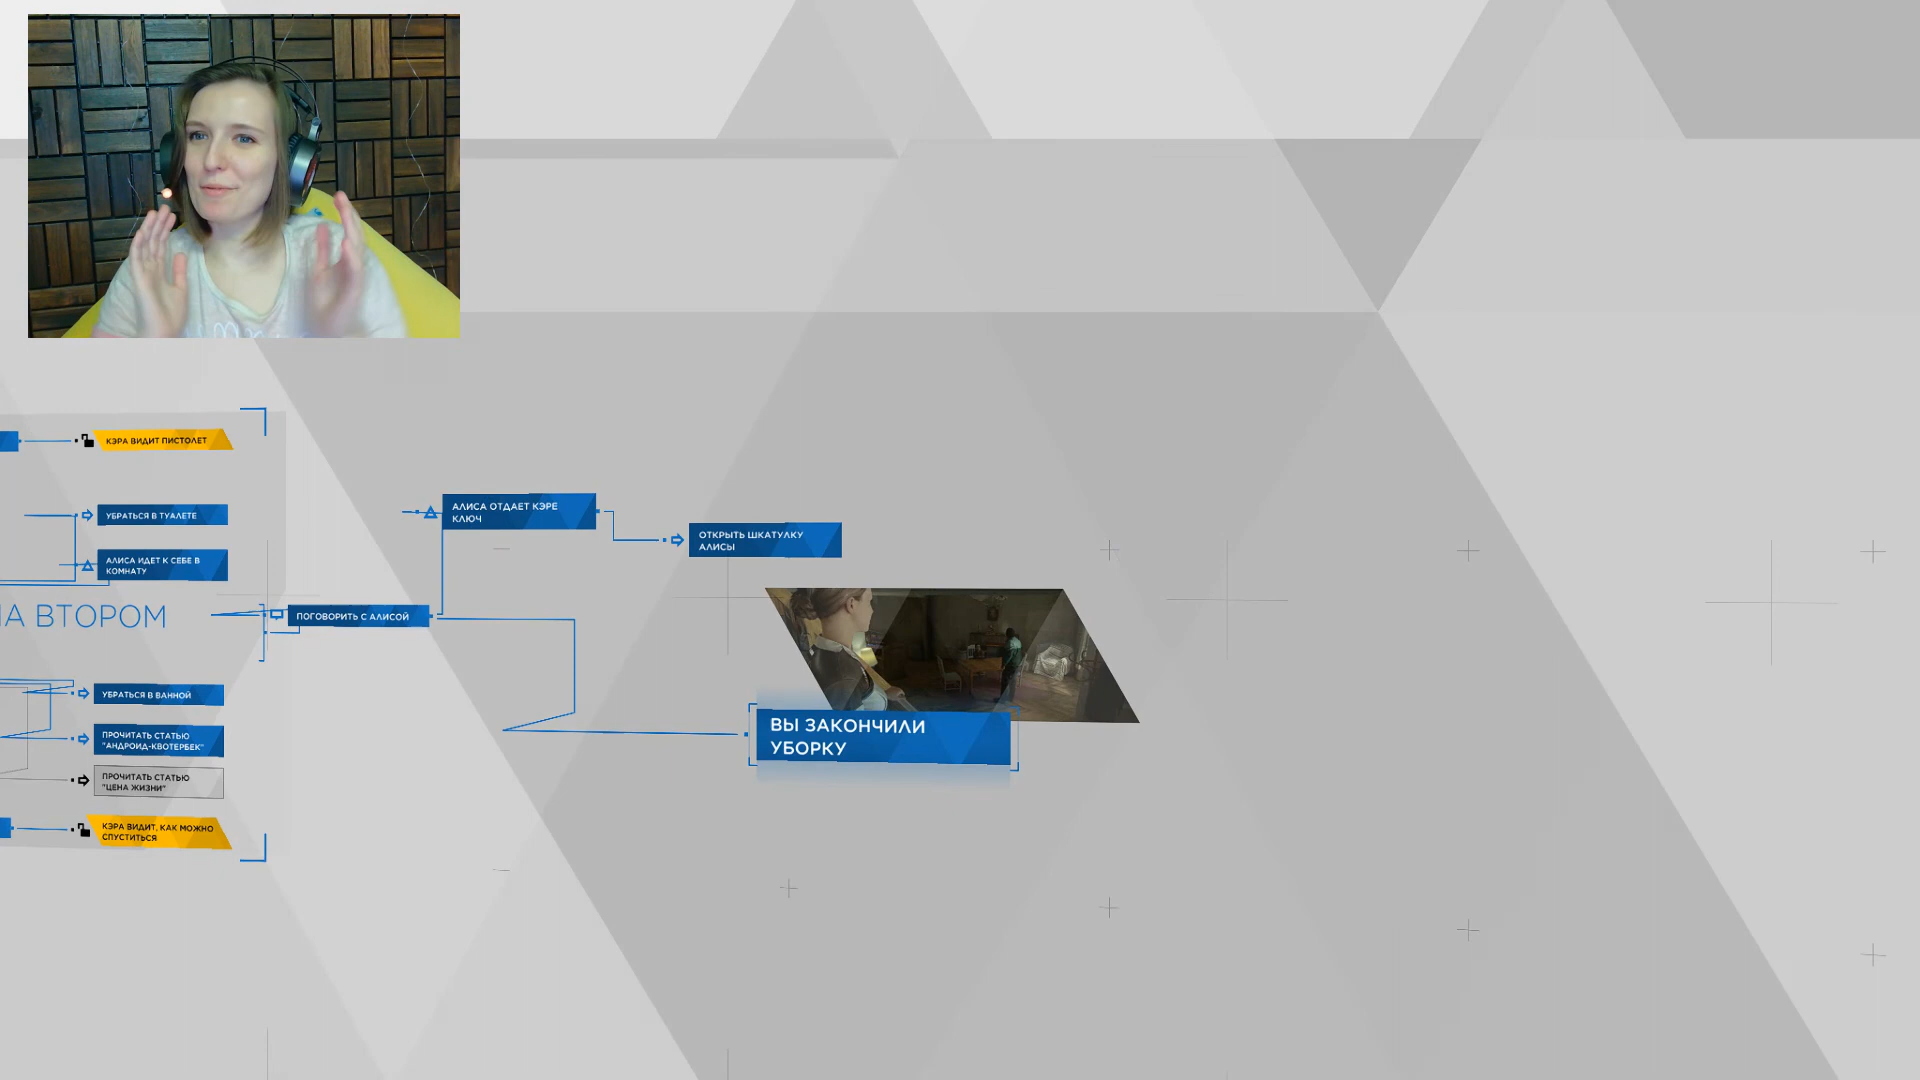 КЭРА ВИДИТ ПИСТОЛЕТ
УБРАТЬСЯ В ТУАЛЕТЕ
АЛИСА ИДЕТ К СЕБЕ В
КОМНАТУ
НА ВТОРОМ
УБРАТЬСЯ В ВАННОЙ
ПРОЧИТАТЬ СТАТЬЮ
"АНДРОИД-КВОТЕРБЕК"
ПРОЧИТАТЬ СТАТЬЮ
"ЦЕНА ЖИЗНИ"
КЭРА ВИДИТ, КАК МОЖНО
СПУСТИТЬСЯ
ПОГОВОРИТЬ С АЛИСОЙ
АЛИСА ОТДАЕТ КЭРЕ
КЛЮЧ
ОТКРЫТЬ ШКАТУЛКУ
АЛИСЫ
ВЫ ЗАКОНЧИЛИ
УБОРКУ